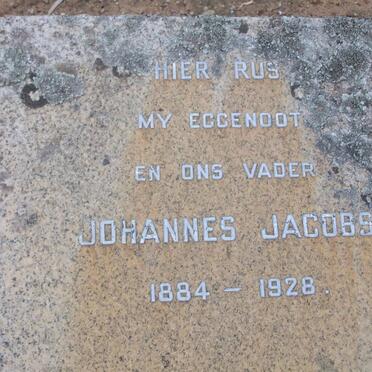 HIER RUS
MY EGGENOOT
EN ONS VADER
JOHANNES JACOBS
1884 – 1928.